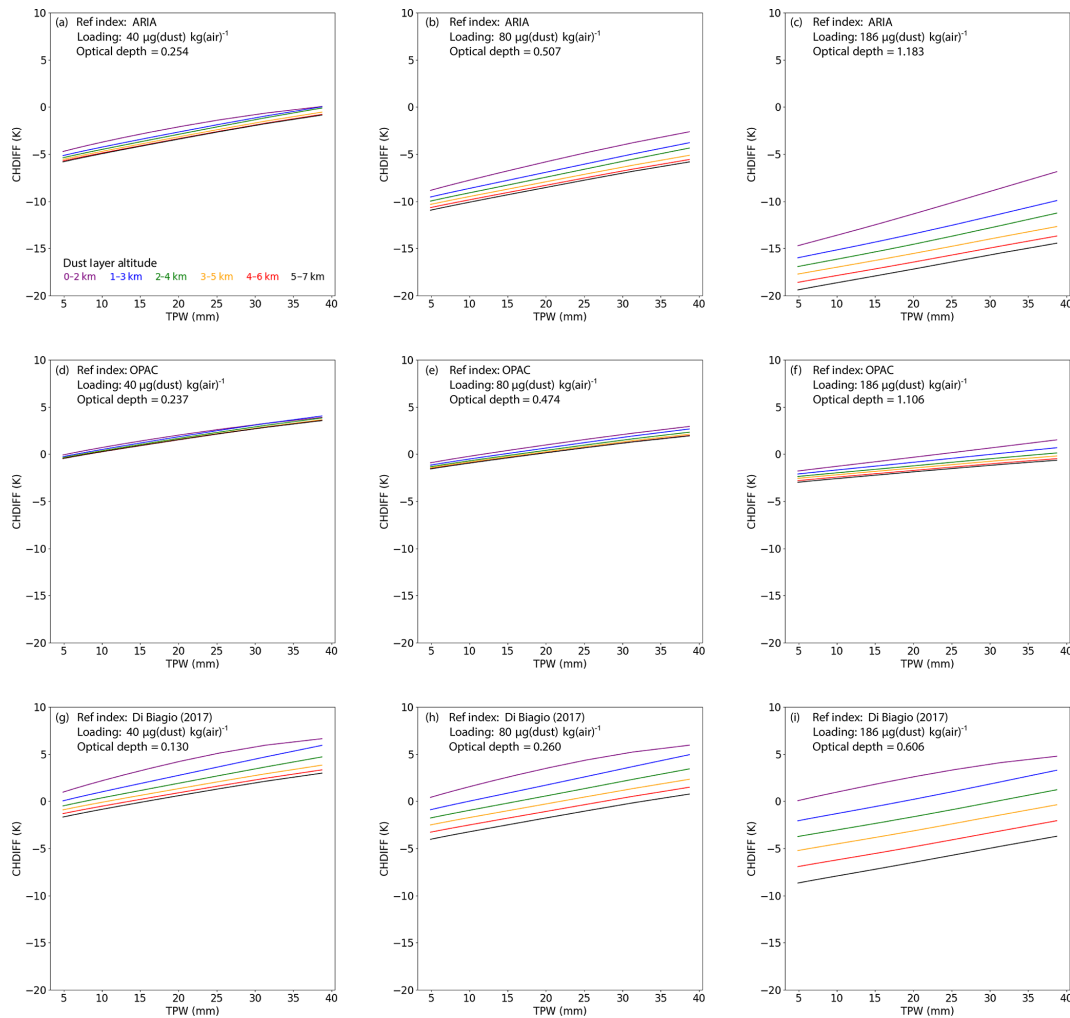 (a) Ref index: ARIA
Loading: 40 µg(dust) kg(air)⁻¹
Optical depth = 0.254
10
5
0
−5
−10
−15
−20
CHDIFF (K)
Dust layer altitude
0–2 km 1–3 km 2–4 km 3–5 km 4–6 km 5–7 km
5 10 15 20 25 30 35 40
TPW (mm)
(b) Ref index: ARIA
Loading: 80 µg(dust) kg(air)⁻¹
Optical depth = 0.507
10
5
0
−5
−10
−15
−20
CHDIFF (K)
5 10 15 20 25 30 35 40
TPW (mm)
(c) Ref index: ARIA
Loading: 186 µg(dust) kg(air)⁻¹
Optical depth = 1.183
10
5
0
−5
−10
−15
−20
CHDIFF (K)
5 10 15 20 25 30 35 40
TPW (mm)
(d) Ref index: OPAC
Loading: 40 µg(dust) kg(air)⁻¹
Optical depth = 0.237
10
5
0
−5
−10
−15
−20
CHDIFF (K)
5 10 15 20 25 30 35 40
TPW (mm)
(e) Ref index: OPAC
Loading: 80 µg(dust) kg(air)⁻¹
Optical depth = 0.474
10
5
0
−5
−10
−15
−20
CHDIFF (K)
5 10 15 20 25 30 35 40
TPW (mm)
(f) Ref index: OPAC
Loading: 186 µg(dust) kg(air)⁻¹
Optical depth = 1.106
10
5
0
−5
−10
−15
−20
CHDIFF (K)
5 10 15 20 25 30 35 40
TPW (mm)
(g) Ref index: Di Biagio (2017)
Loading: 40 µg(dust) kg(air)⁻¹
Optical depth = 0.130
10
5
0
−5
−10
−15
−20
CHDIFF (K)
5 10 15 20 25 30 35 40
TPW (mm)
(h) Ref index: Di Biagio (2017)
Loading: 80 µg(dust) kg(air)⁻¹
Optical depth = 0.260
10
5
0
−5
−10
−15
−20
CHDIFF (K)
5 10 15 20 25 30 35 40
TPW (mm)
(i) Ref index: Di Biagio (2017)
Loading: 186 µg(dust) kg(air)⁻¹
Optical depth = 0.606
10
5
0
−5
−10
−15
−20
CHDIFF (K)
5 10 15 20 25 30 35 40
TPW (mm)